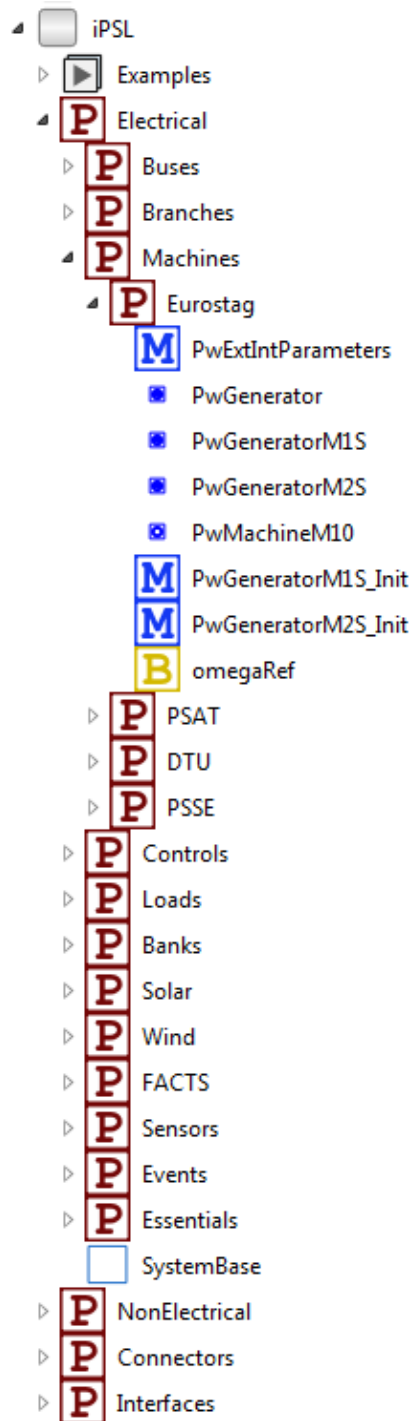 iPSL
Examples
P Electrical
P Buses
P Branches
P Machines
P Eurostag
M PwExtIntParameters
PwGenerator
PwGeneratorM1S
PwGeneratorM2S
PwMachineM10
M PwGeneratorM1S_Init
M PwGeneratorM2S_Init
B omegaRef
P PSAT
P DTU
P PSSE
P Controls
P Loads
P Banks
P Solar
P Wind
P FACTS
P Sensors
P Events
P Essentials
SystemBase
P NonElectrical
P Connectors
P Interfaces